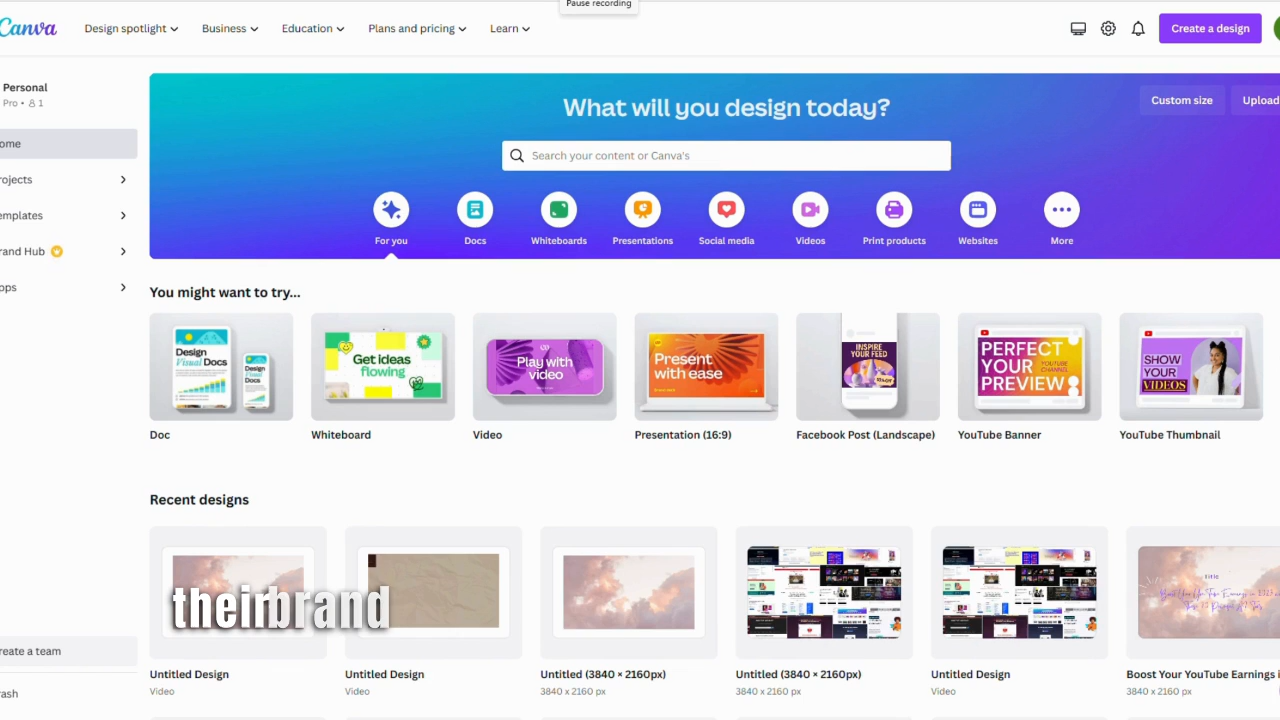 Pause recording
Canva
Design spotlight
Business
Education
Plans and pricing
Learn
Create a design
Personal
Pro • 1
What will you design today?
Custom size
Upload
ome
Search your content or Canva's
rojects
emplates
rand Hub
ops
For you
Docs
Whiteboards
Presentations
Social media
Videos
Print products
Websites
More
You might want to try...
Design
Visual Docs
Design
Visual
Docs
Get ideas
flowing
Play with
video
Present
with ease
INSPIRE
YOUR FEED
PERFECT
YOUR
PREVIEW
YOUTUBE
CHANNEL
SHOW
YOUR
VIDEOS
Doc
Whiteboard
Video
Presentation (16:9)
Facebook Post (Landscape)
YouTube Banner
YouTube Thumbnail
Recent designs
theirbrand
reate a team
rash
Untitled Design
Video
Untitled Design
Video
Untitled (3840 × 2160px)
3840 x 2160 px
Untitled (3840 × 2160px)
3840 x 2160 px
Untitled Design
Video
Boost Your YouTube Earnings i
3840 x 2160 px